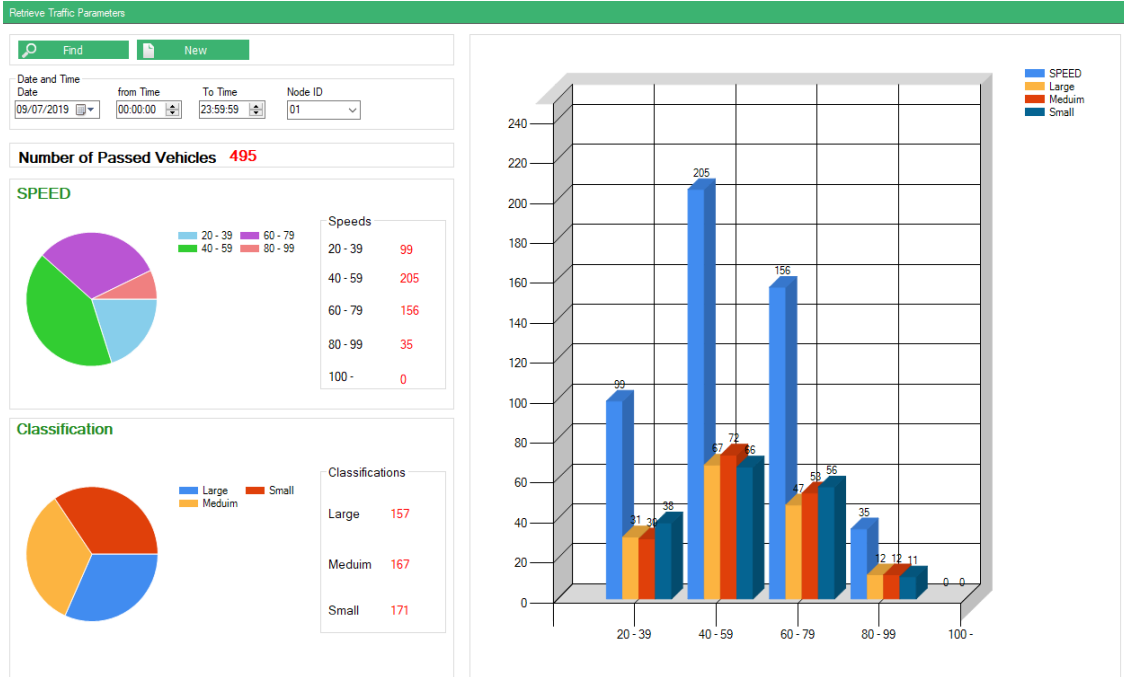 Retrieve Traffic Parameters
Find New
Date and Time
Date from Time To Time Node ID
09/07/2019 00:00:00 23:59:59 01
Number of Passed Vehicles 495
SPEED
20 - 39 60 - 79
40 - 59 80 - 99
Speeds
20 - 39 99
40 - 59 205
60 - 79 156
80 - 99 35
100 - 0
Classification
Large Small
Meduim
Classifications
Large 157
Meduim 167
Small 171
SPEED
Large
Meduim
Small
240
220
200
180
160
140
120
100
80
60
40
20
0
99
31 30 38
205
67 72 66
156
47 53 56
35
12 12 11
0 0
20 - 39 40 - 59 60 - 79 80 - 99 100 -